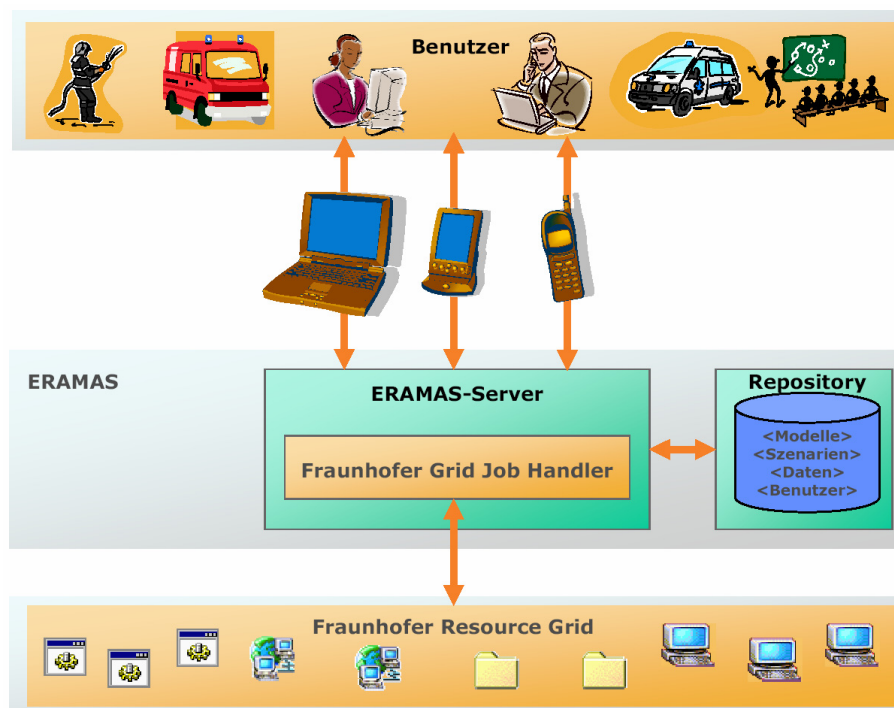 Benutzer
ERAMAS
ERAMAS-Server
Fraunhofer Grid Job Handler
Repository
<Modelle>
<Szenarien>
<Daten>
<Benutzer>
Fraunhofer Resource Grid